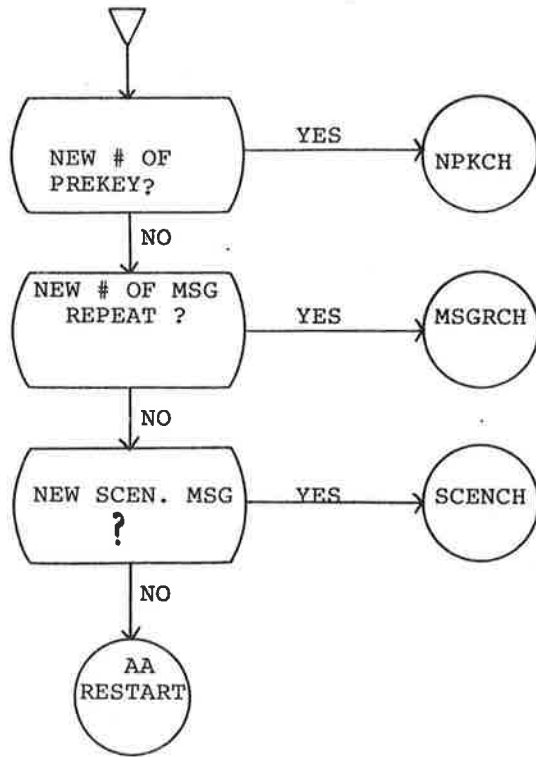 NEW # OF
PREKEY?
YES
NPKCH
NO
NEW # OF MSG
REPEAT ?
YES
MSGRCH
NO
NEW SCEN. MSG
?
YES
SCENCH
NO
AA
RESTART